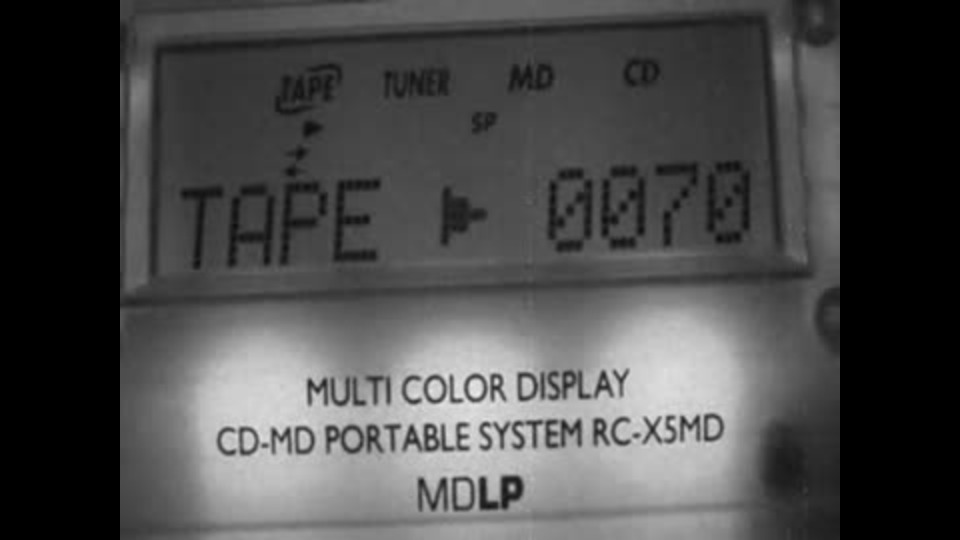 TAPE TUNER MD CD
SP
TAPE 0070
MULTI COLOR DISPLAY
CD-MD PORTABLE SYSTEM RC-X5MD
MDLP